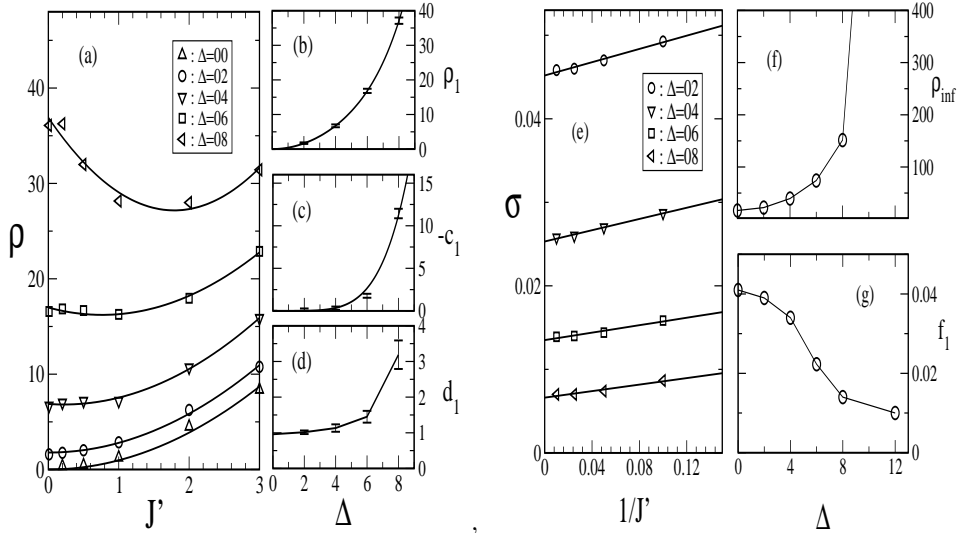 (a)
△ : Δ=00
○ : Δ=02
▽ : Δ=04
□ : Δ=06
◁ : Δ=08
ρ
0
10
20
30
40
0 1 2 3
J’
(b)
0
10
20
30
40
ρ1
(c)
0
5
10
15
-c1
(d)
0
1
2
3
4
d1
0 2 4 6 8
Δ
,
(e)
○ : Δ=02
▽ : Δ=04
□ : Δ=06
◁ : Δ=08
σ
0
0.02
0.04
0.00 0.04 0.08 0.12
1/J’
(f)
0
100
200
300
400
ρinf
(g)
0
0.02
0.04
f1
0 4 8 12
Δ